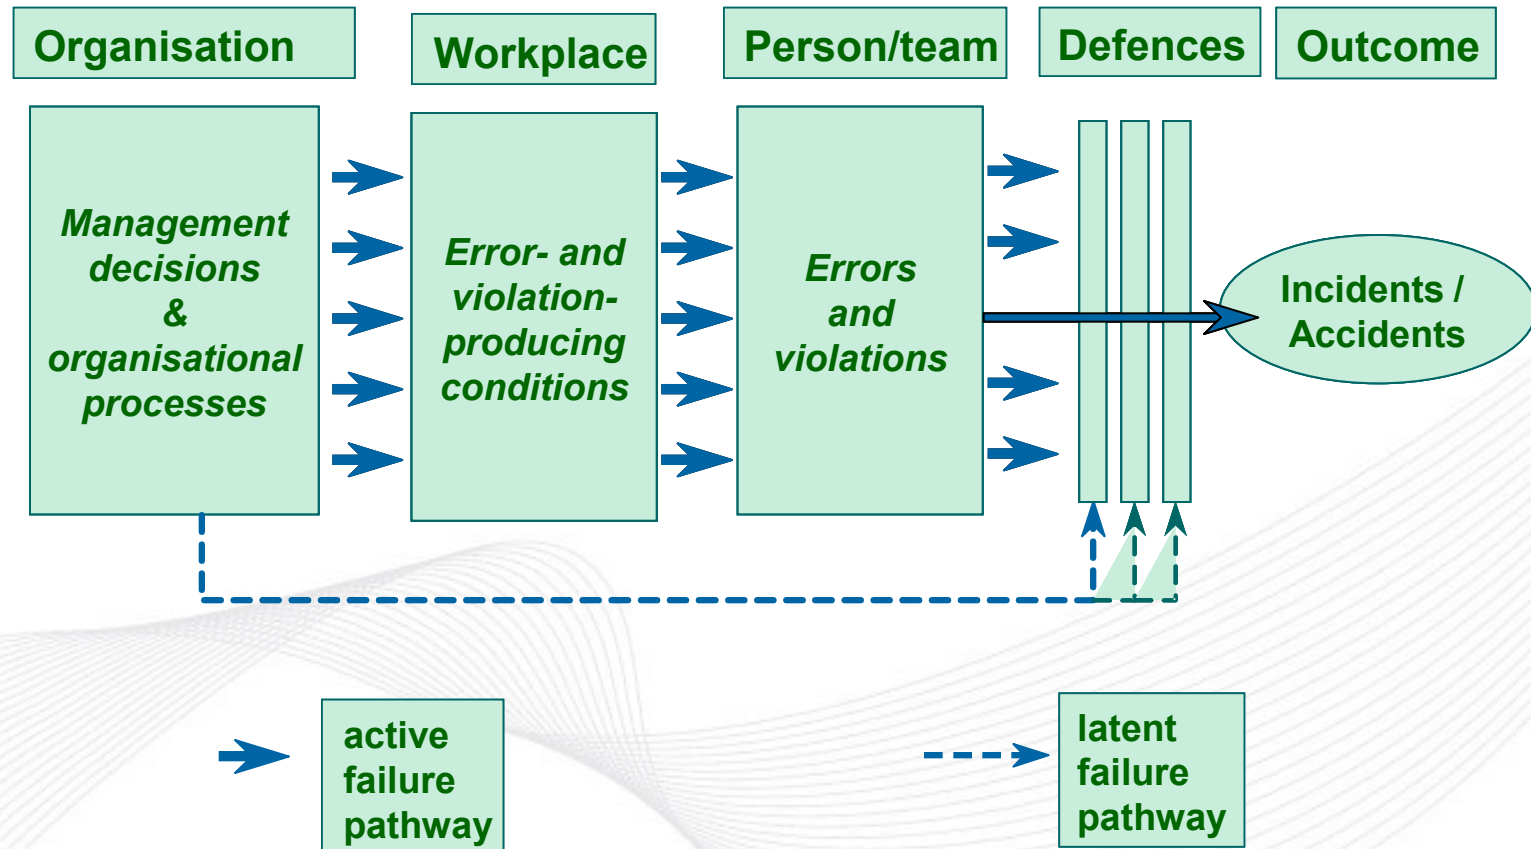 Organisation
Workplace
Person/team
Defences
Outcome
Management
decisions
&
organisational
processes
Error- and
violation-
producing
conditions
Errors
and
violations
Incidents /
Accidents
active
failure
pathway
latent
failure
pathway